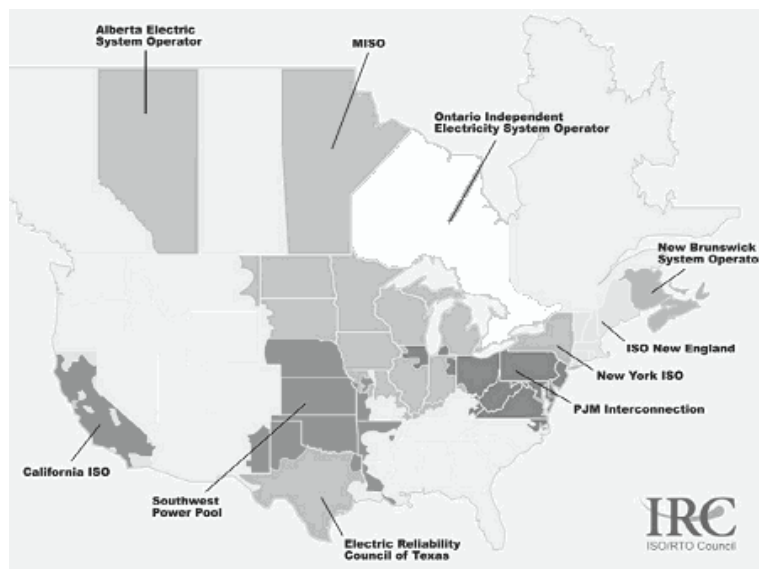 Alberta Electric
System Operator
MISO
Ontario Independent
Electricity System Operator
New Brunswick
System Operato
ISO New England
New York ISO
PJM Interconnection
California ISO
Southwest
Power Pool
Electric Reliability
Council of Texas
IRC
ISO/RTO Council